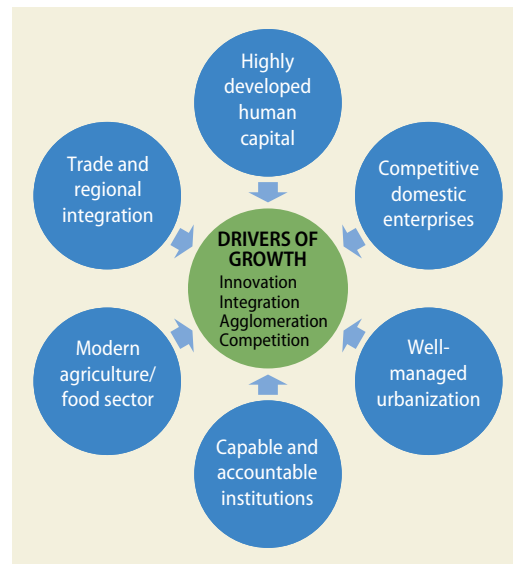 Highly
developed
human
capital
Trade and
regional
integration
Competitive
domestic
enterprises
DRIVERS OF
GROWTH
Innovation
Integration
Agglomeration
Competition
Modern
agriculture/
food sector
Well-
managed
urbanization
Capable and
accountable
institutions